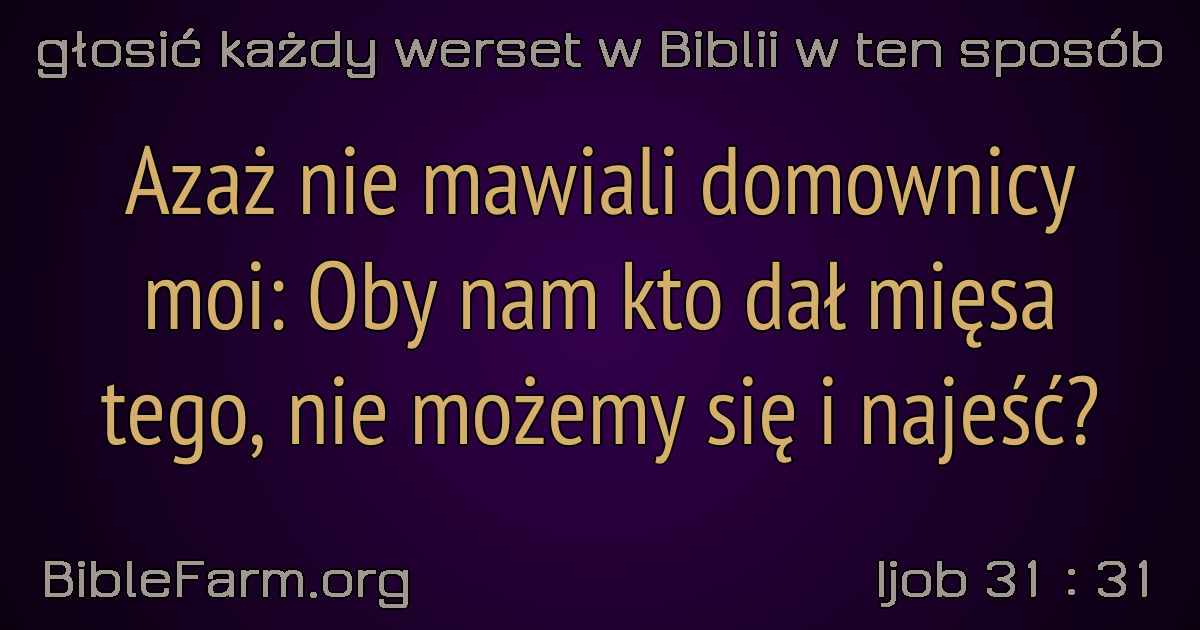 głosić każdy werset w Biblii w ten sposób
Azaż nie mawiali domownicy
moi: Oby nam kto dał mięsa
tego, nie możemy się i najeść?
BibleFarm.org
Ijob 31 : 31